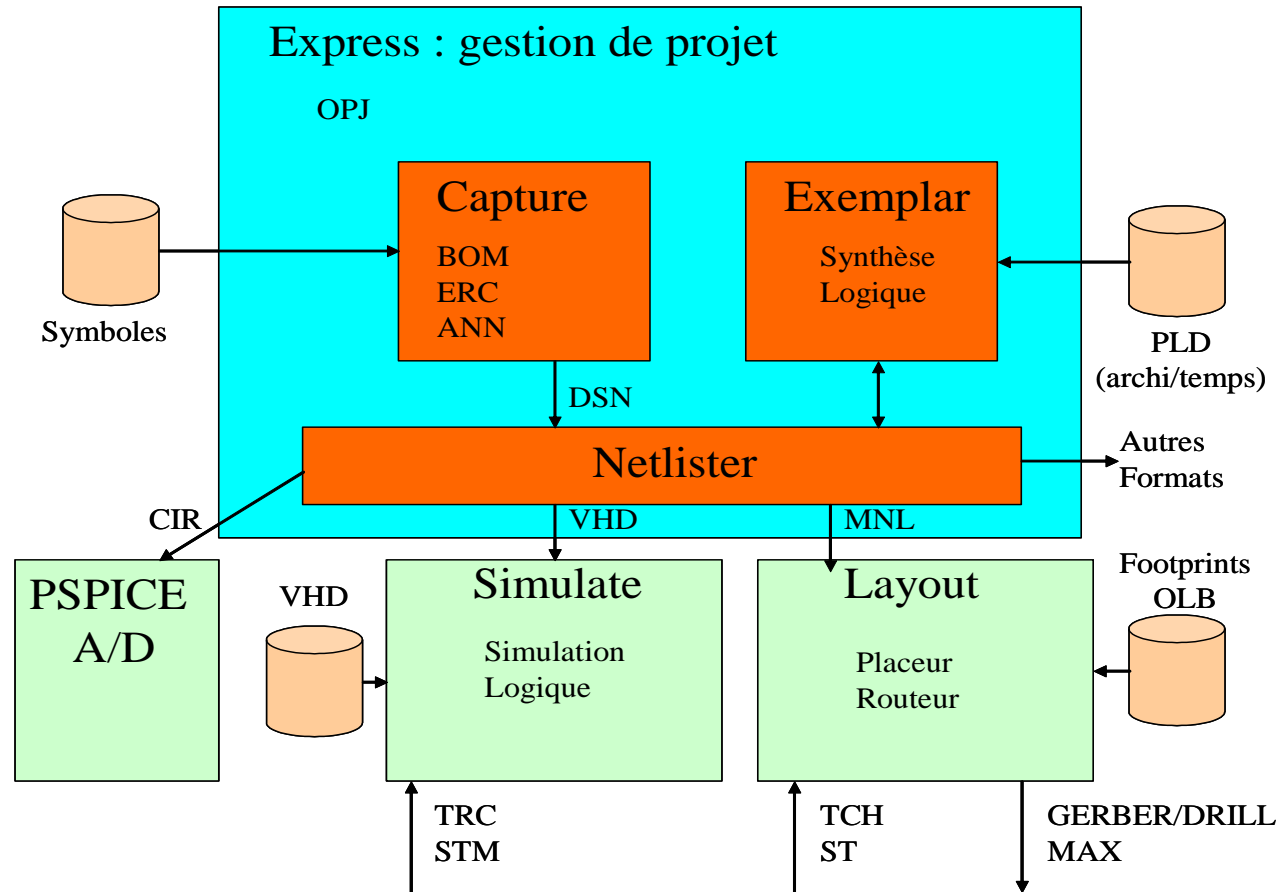 Express : gestion de projet
OPJ
Capture
BOM
ERC
ANN
Exemplar
Synthèse
Logique
Symboles
PLD
(archi/temps)
DSN
Netlister
Autres
Formats
CIR
VHD
MNL
PSPICE
A/D
VHD
Simulate
Simulation
Logique
Layout
Placeur
Routeur
Footprints
OLB
TRC
STM
TCH
ST
GERBER/DRILL
MAX